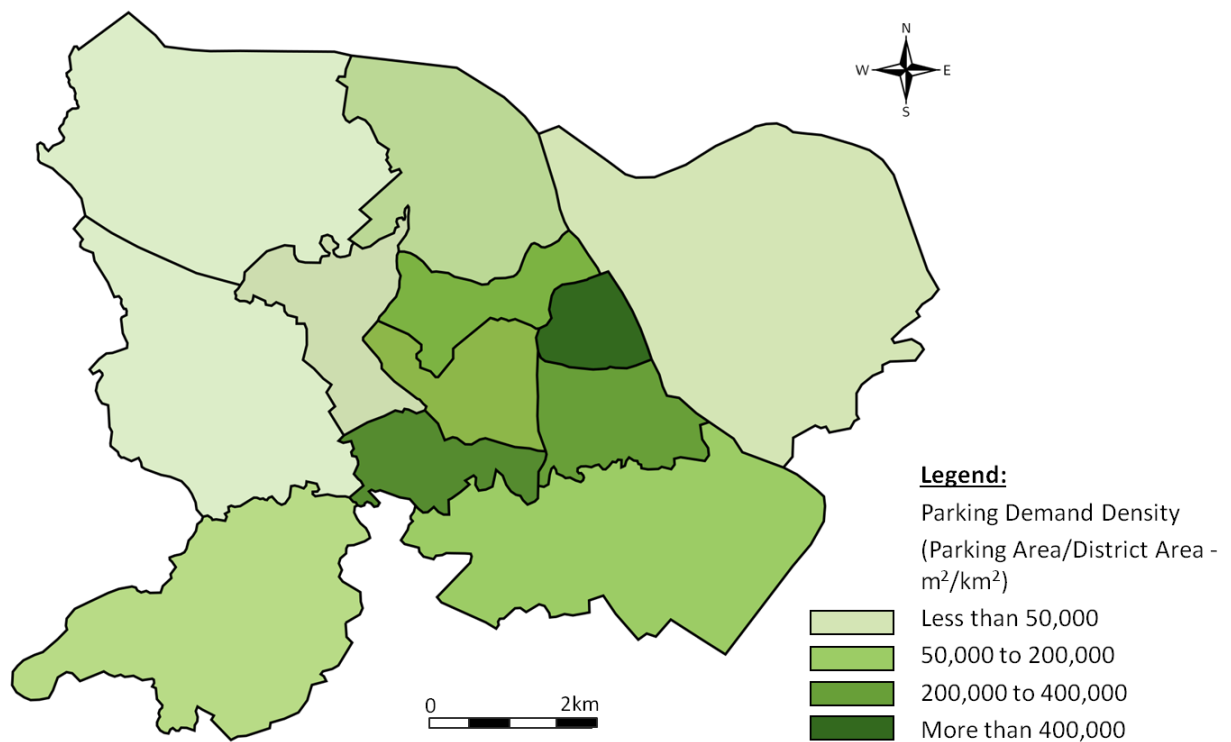 N
W E
S
Legend:
Parking Demand Density
(Parking Area/District Area -
m²/km²)
Less than 50,000
50,000 to 200,000
200,000 to 400,000
More than 400,000
0 2km